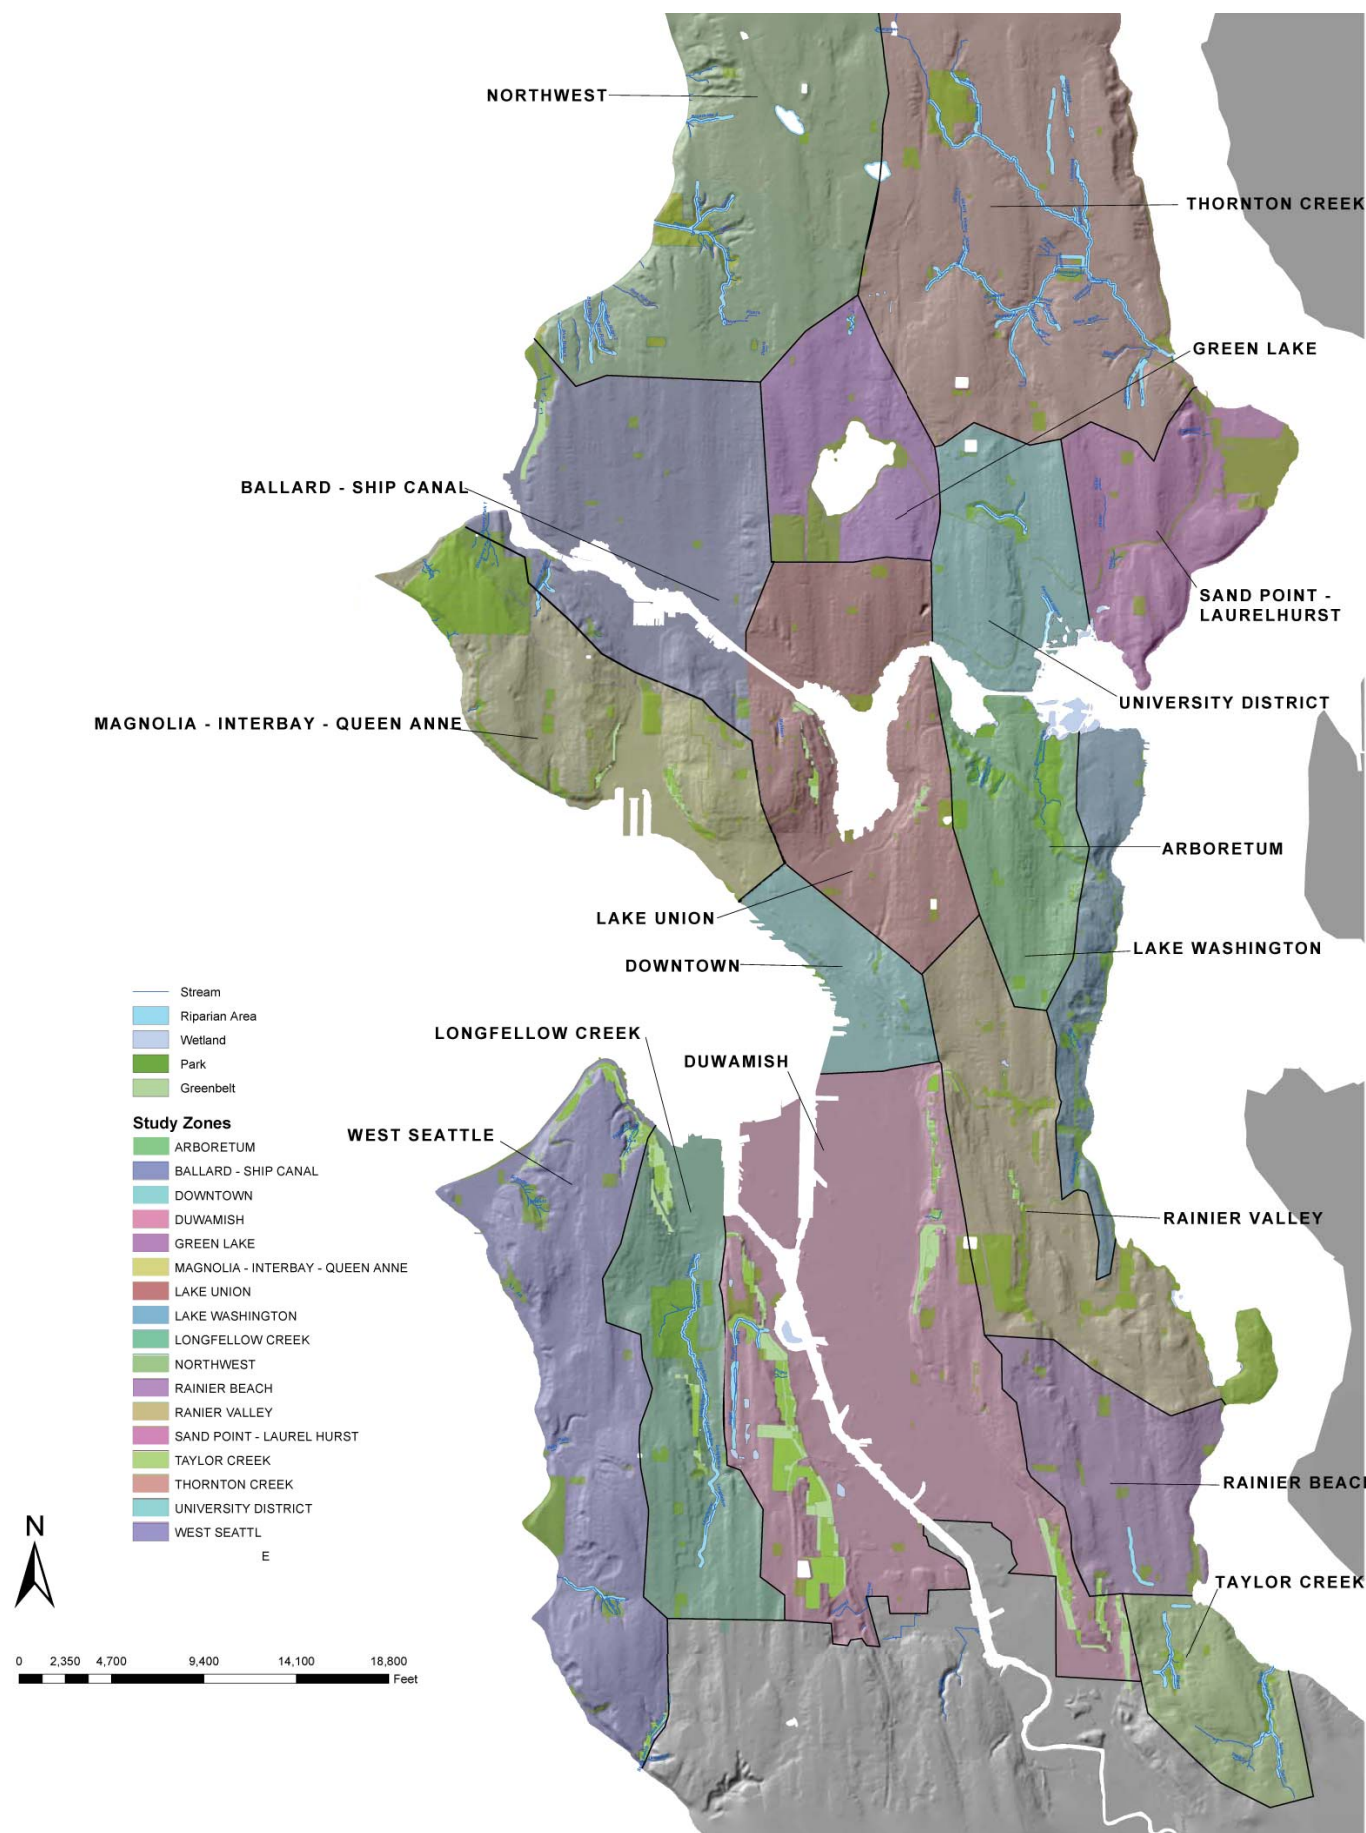 NORTHWEST
THORNTON CREEK
GREEN LAKE
BALLARD - SHIP CANAL
SAND POINT -
LAURELHURST
UNIVERSITY DISTRICT
MAGNOLIA - INTERBAY - QUEEN ANNE
ARBORETUM
LAKE UNION
LAKE WASHINGTON
DOWNTOWN
LONGFELLOW CREEK
DUWAMISH
WEST SEATTLE
RAINIER VALLEY
RAINIER BEACH
TAYLOR CREEK
Stream
Riparian Area
Wetland
Park
Greenbelt
Study Zones
ARBORETUM
BALLARD - SHIP CANAL
DOWNTOWN
DUWAMISH
GREEN LAKE
MAGNOLIA - INTERBAY - QUEEN ANNE
LAKE UNION
LAKE WASHINGTON
LONGFELLOW CREEK
NORTHWEST
RAINIER BEACH
RANIER VALLEY
SAND POINT - LAUREL HURST
TAYLOR CREEK
THORNTON CREEK
UNIVERSITY DISTRICT
WEST SEATTL
E
N
0 2,350 4,700 9,400 14,100 18,800
Feet